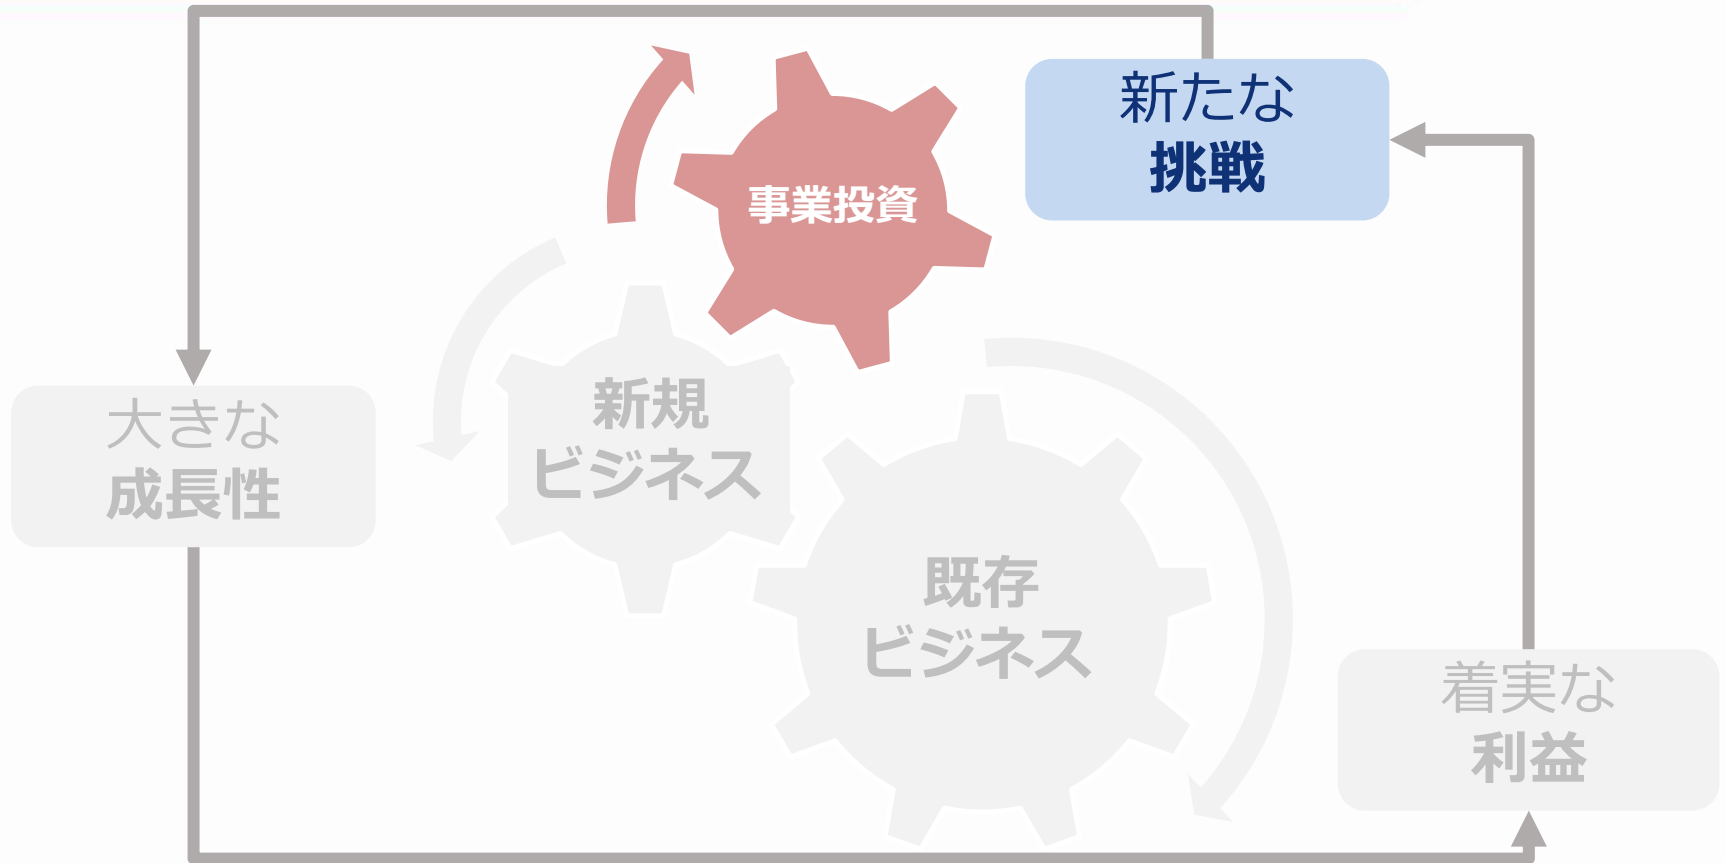 新たな
挑戦
事業投資
大きな
成長性
新規
ビジネス
既存
ビジネス
着実な
利益